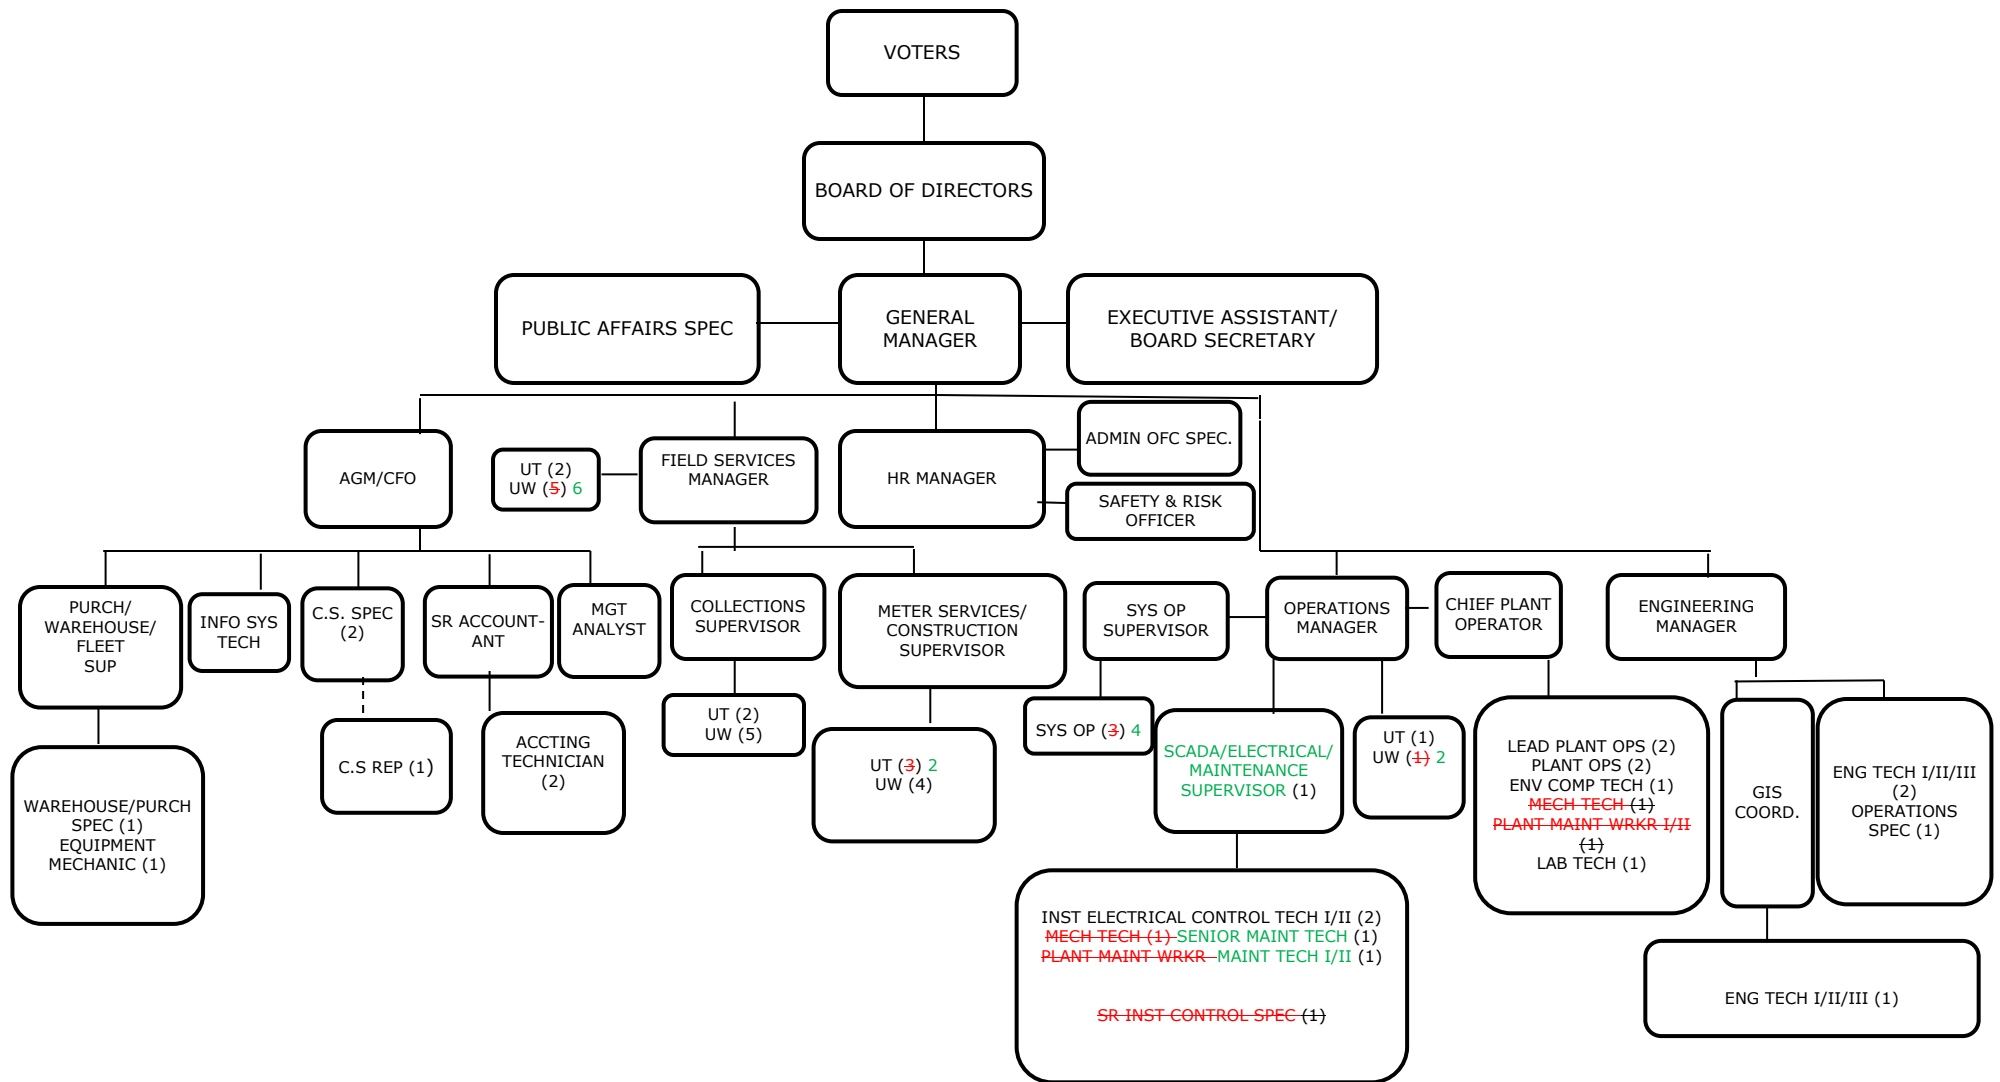 VOTERS
BOARD OF DIRECTORS
PUBLIC AFFAIRS SPEC
GENERAL
MANAGER
EXECUTIVE ASSISTANT/
BOARD SECRETARY
AGM/CFO
UT (2)
UW (5) 6
FIELD SERVICES
MANAGER
HR MANAGER
ADMIN OFC SPEC.
SAFETY & RISK
OFFICER
PURCH/
WAREHOUSE/
FLEET
SUP
INFO SYS
TECH
C.S. SPEC
(2)
SR ACCOUNT-
ANT
MGT
ANALYST
COLLECTIONS
SUPERVISOR
METER SERVICES/
CONSTRUCTION
SUPERVISOR
SYS OP
SUPERVISOR
OPERATIONS
MANAGER
CHIEF PLANT
OPERATOR
ENGINEERING
MANAGER
WAREHOUSE/PURCH
SPEC (1)
EQUIPMENT
MECHANIC (1)
C.S REP (1)
ACCTING
TECHNICIAN
(2)
UT (2)
UW (5)
UT (3) 2
UW (4)
SYS OP (3) 4
SCADA/ELECTRICAL/
MAINTENANCE
SUPERVISOR (1)
UT (1)
UW (1) 2
LEAD PLANT OPS (2)
PLANT OPS (2)
ENV COMP TECH (1)
MECH TECH (1)
PLANT MAINT WRKR I/II
(1)
LAB TECH (1)
GIS
COORD.
ENG TECH I/II/III
(2)
OPERATIONS
SPEC (1)
INST ELECTRICAL CONTROL TECH I/II (2)
MECH TECH (1) SENIOR MAINT TECH (1)
PLANT MAINT WRKR MAINT TECH I/II (1)
SR INST CONTROL SPEC (1)
ENG TECH I/II/III (1)